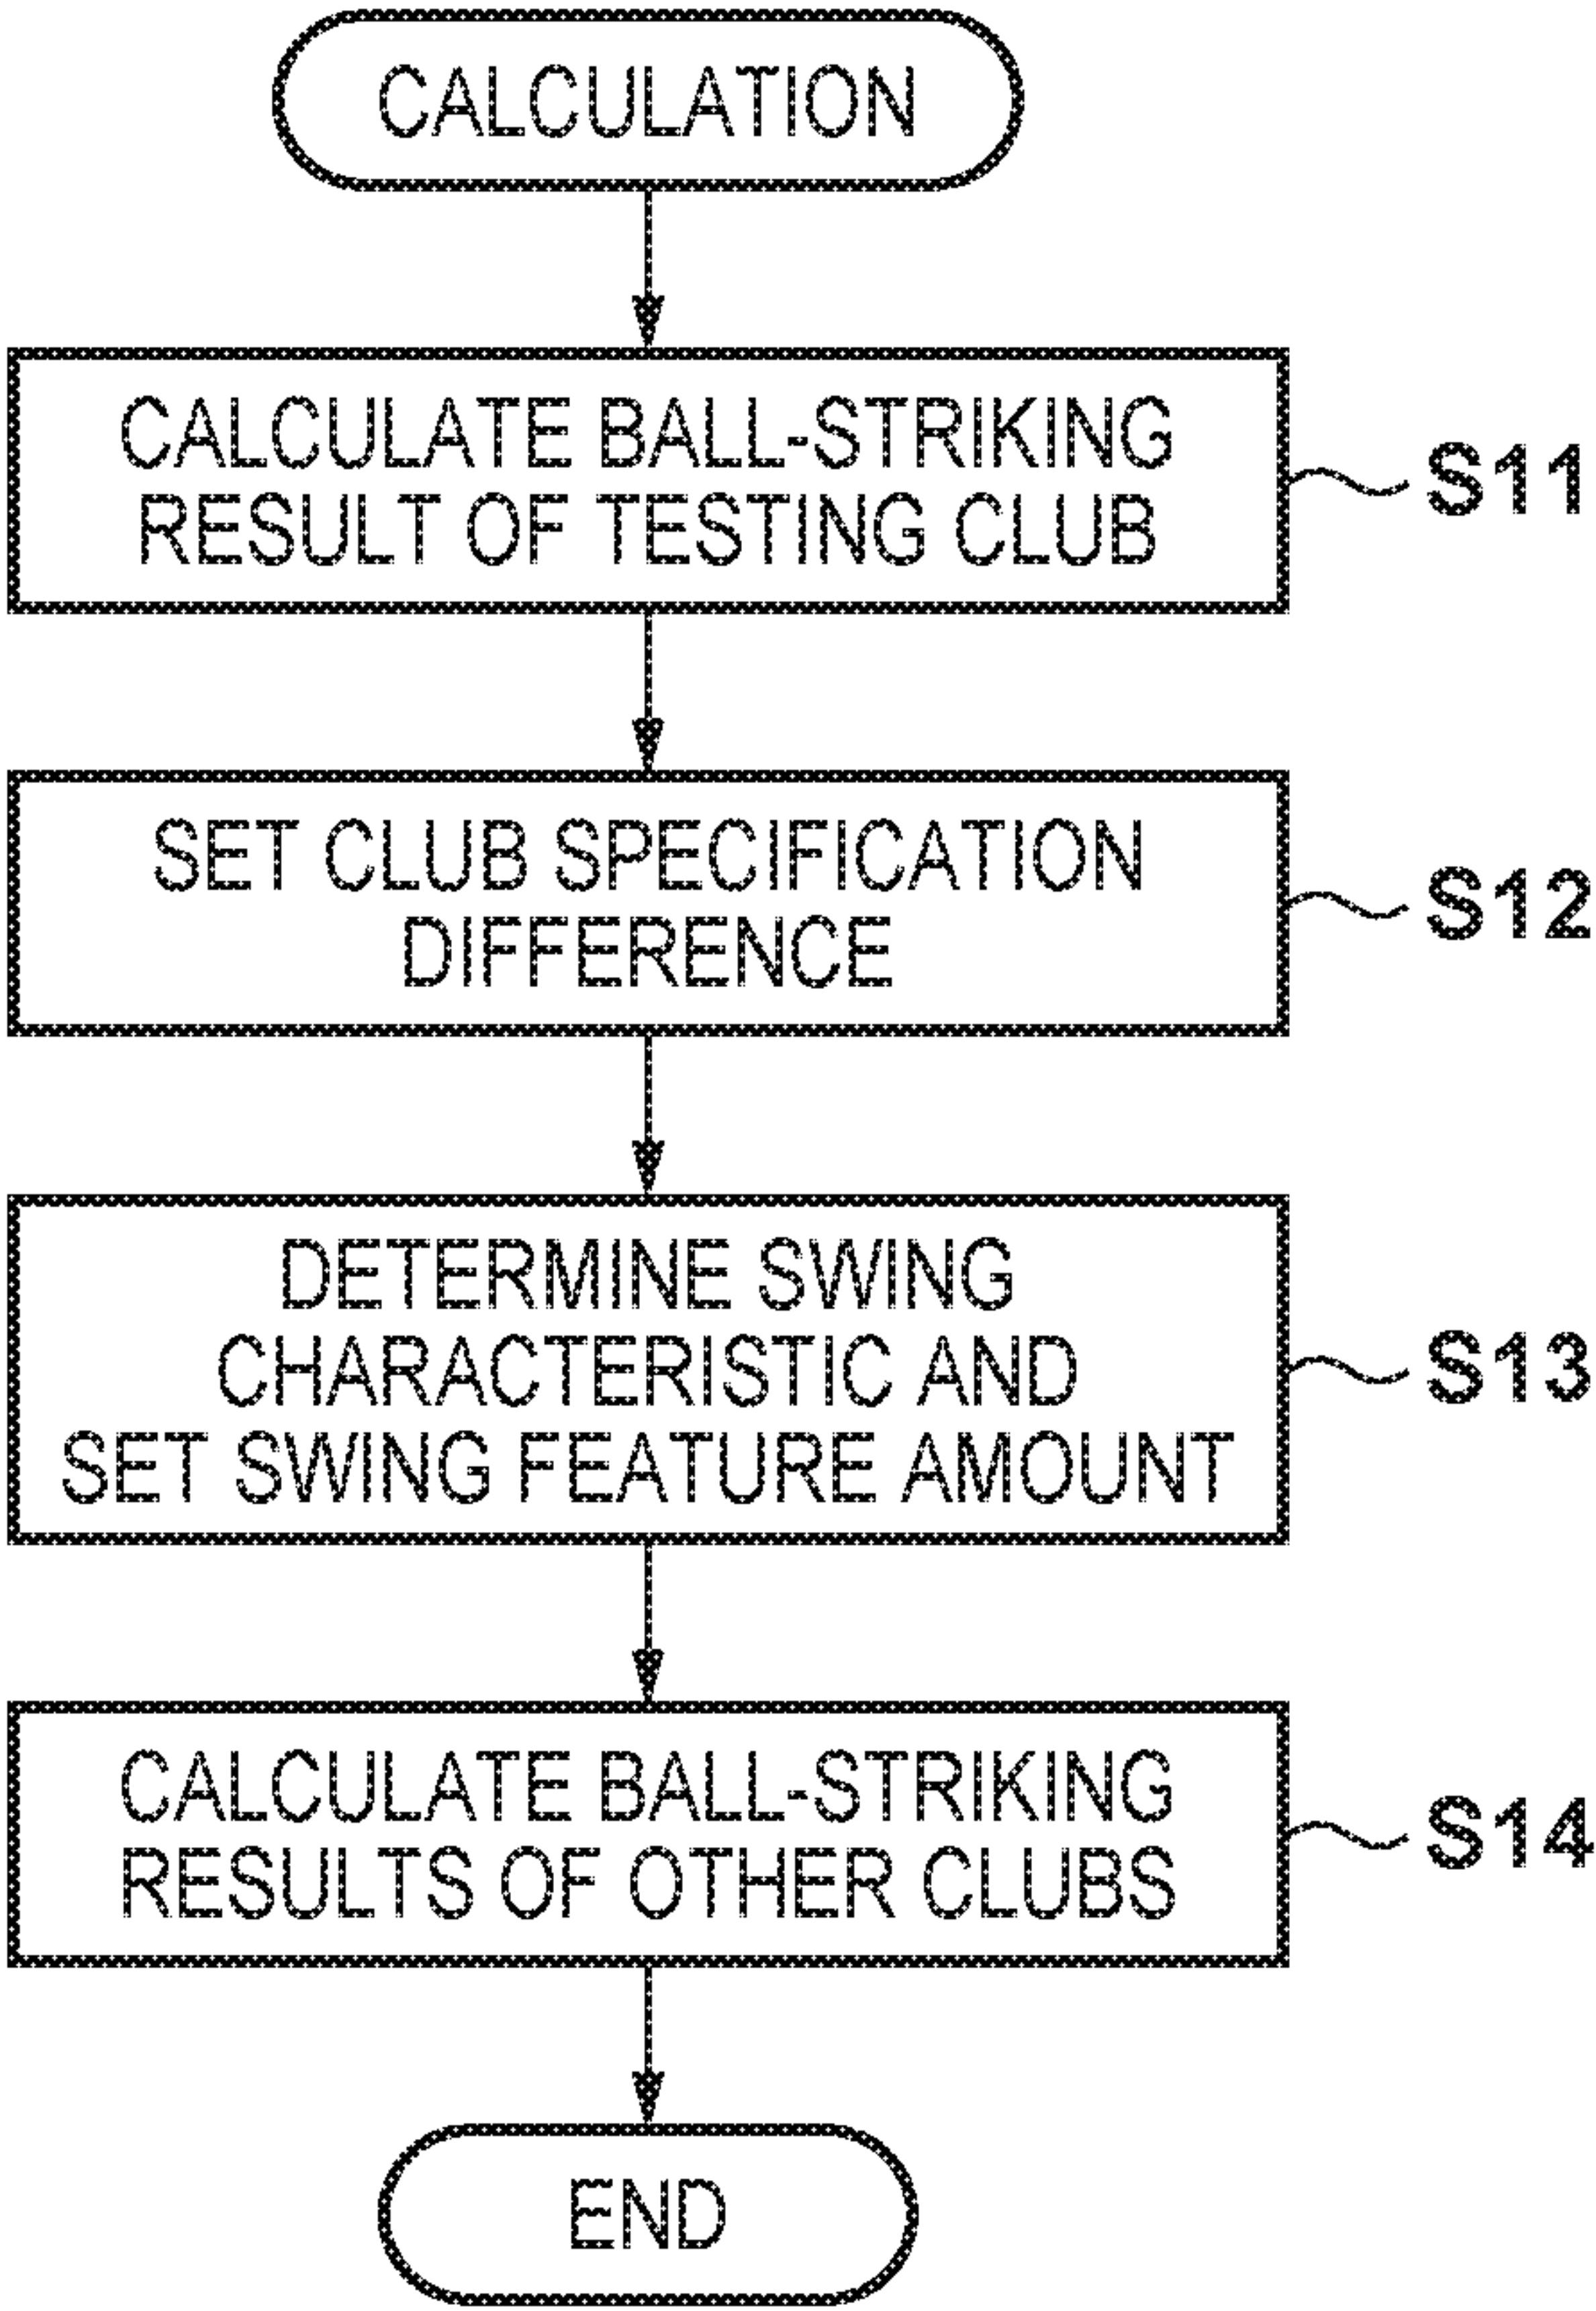 CALCULATION
CALCULATE BALL-STRIKING
RESULT OF TESTING CLUB
S11
SET CLUB SPECIFICATION
DIFFERENCE
S12
DETERMINE SWING
CHARACTERISTIC AND
SET SWING FEATURE AMOUNT
S13
CALCULATE BALL-STRIKING
RESULTS OF OTHER CLUBS
S14
END